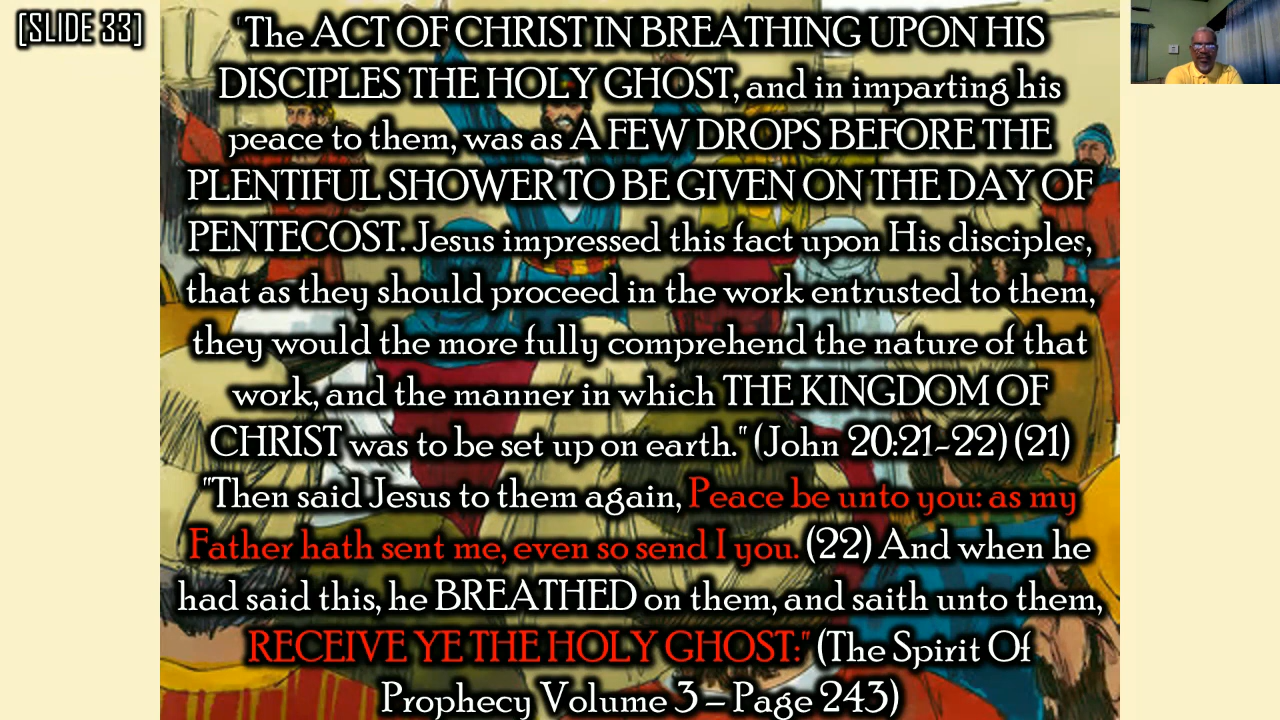 [SLIDE 33]
"The ACT OF CHRIST IN BREATHING UPON HIS
DISCIPLES THE HOLY GHOST, and in imparting his
peace to them, was as A FEW DROPS BEFORE THE
PLENTIFUL SHOWER TO BE GIVEN ON THE DAY OF
PENTECOST. Jesus impressed this fact upon His disciples,
that as they should proceed in the work entrusted to them,
they would the more fully comprehend the nature of that
work, and the manner in which THE KINGDOM OF
CHRIST was to be set up on earth." (John 20:21-22) (21)
"Then said Jesus to them again, Peace be unto you: as my
Father hath sent me, even so send I you. (22) And when he
had said this, he BREATHED on them, and saith unto them,
RECEIVE YE THE HOLY GHOST:" (The Spirit Of
Prophecy Volume 3 – Page 243)